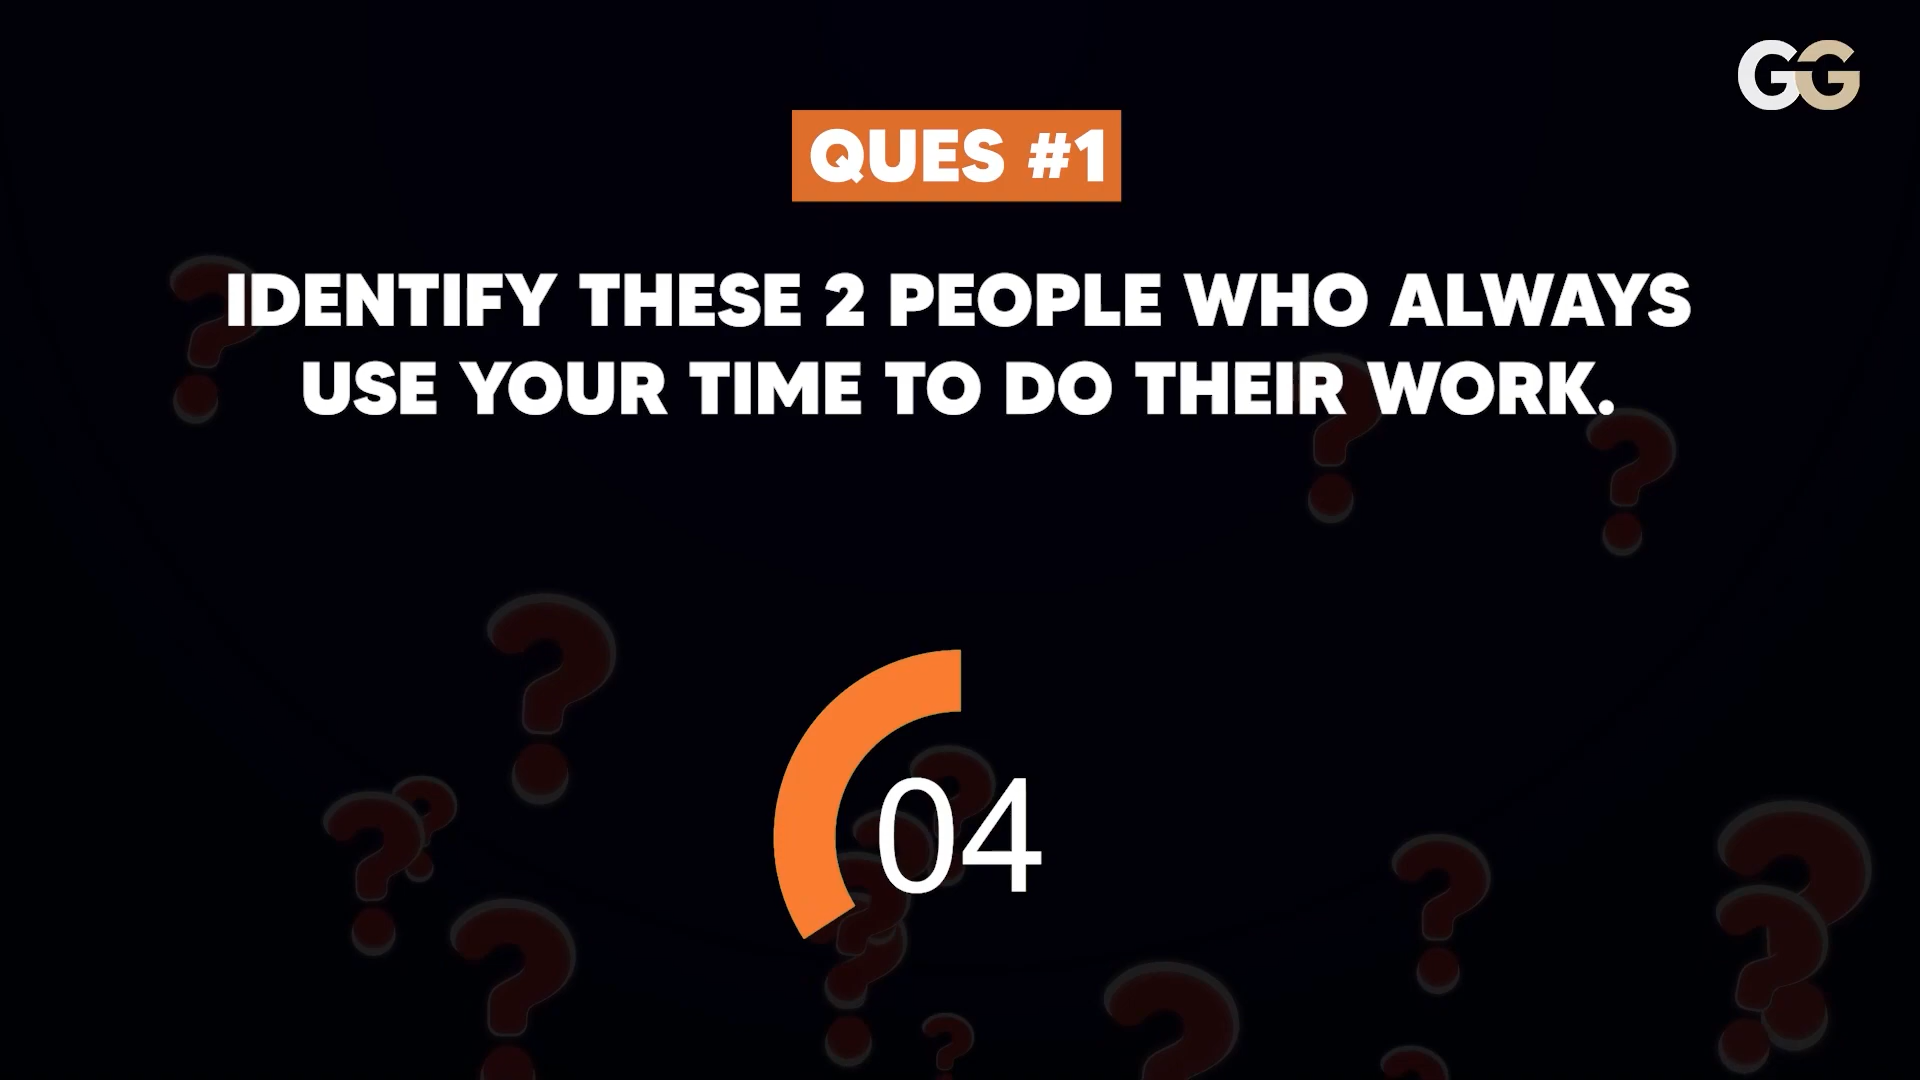 GG
QUES #1
IDENTIFY THESE 2 PEOPLE WHO ALWAYS
USE YOUR TIME TO DO THEIR WORK.
04